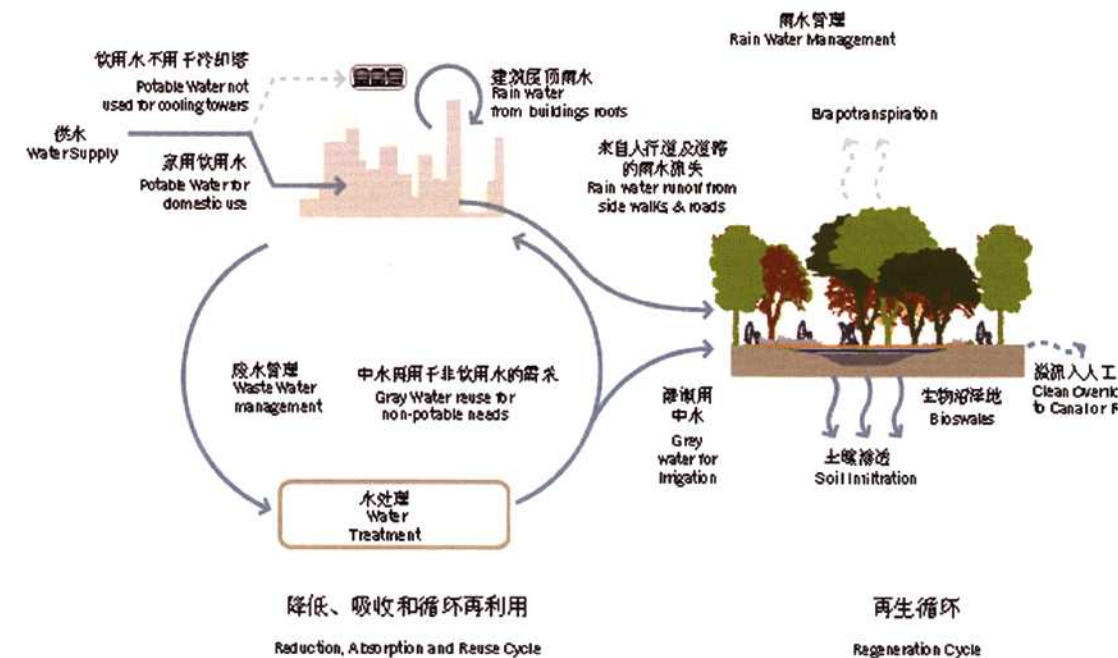 雨水管理
Rain Water Management
饮用水不用于冷却塔
Potable Water not
used for cooling towers
建筑屋顶雨水
Rain water
from buildings roofs
Evapotranspiration
供水
Water Supply
家用饮用水
Potable Water for
domestic use
来自人行道及道路
的雨水流失
Rain water runoff from
side walks & roads
废水管理
Waste Water
management
中水再用于非饮用水的需求
Gray Water reuse for
non-potable needs
灌溉用
中水
Grey
water for
Irrigation
生物沼泽地
Bioswales
溢流入人工
Clean Overflo
to Canal or R
土壤渗透
Soil Infiltration
水处理
Water
Treatment
降低、吸收和循环再利用
Reduction, Absorption and Reuse Cycle
再生循环
Regeneration Cycle